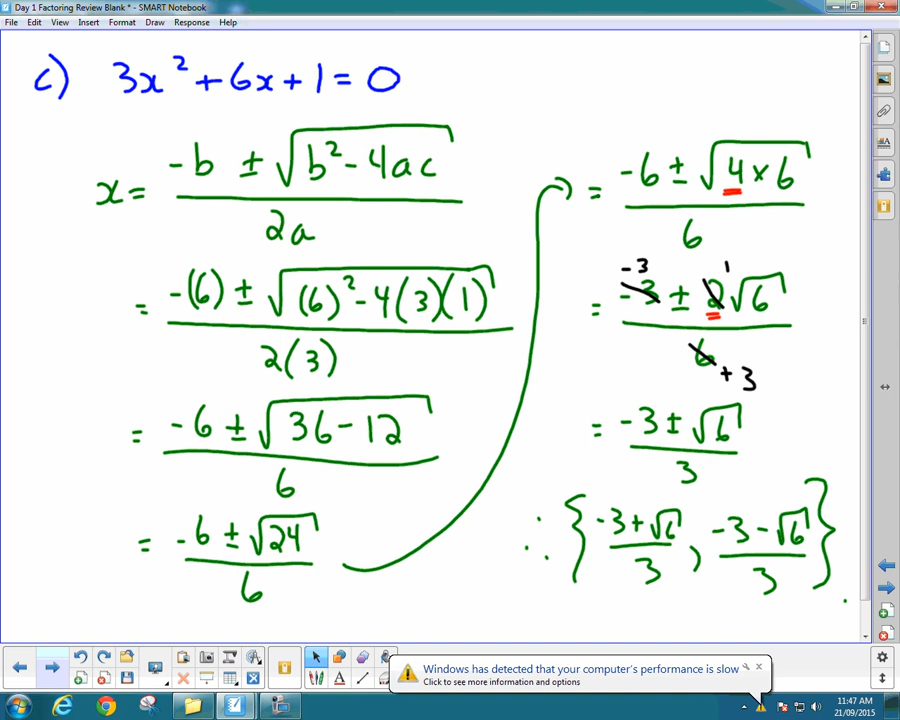 Day 1 Factoring Review Blank * - SMART Notebook
File Edit View Insert Format Draw Response Help
c) 3x² + 6x + 1 = 0
x = (-b ± √(b² - 4ac)) / 2a
= (-(6) ± √((6)² - 4(3)(1))) / 2(3)
= (-6 ± √(36 - 12)) / 6
= (-6 ± √24) / 6
= (-6 ± √(4 × 6)) / 6
-3 1
= (-3 ± 2√6) / 6
+3
= (-3 ± √6) / 3
∴ {(-3 + √6) / 3, (-3 - √6) / 3}.
Windows has detected that your computer's performance is slow
Click to see more information and options
11:47 AM
21/09/2015